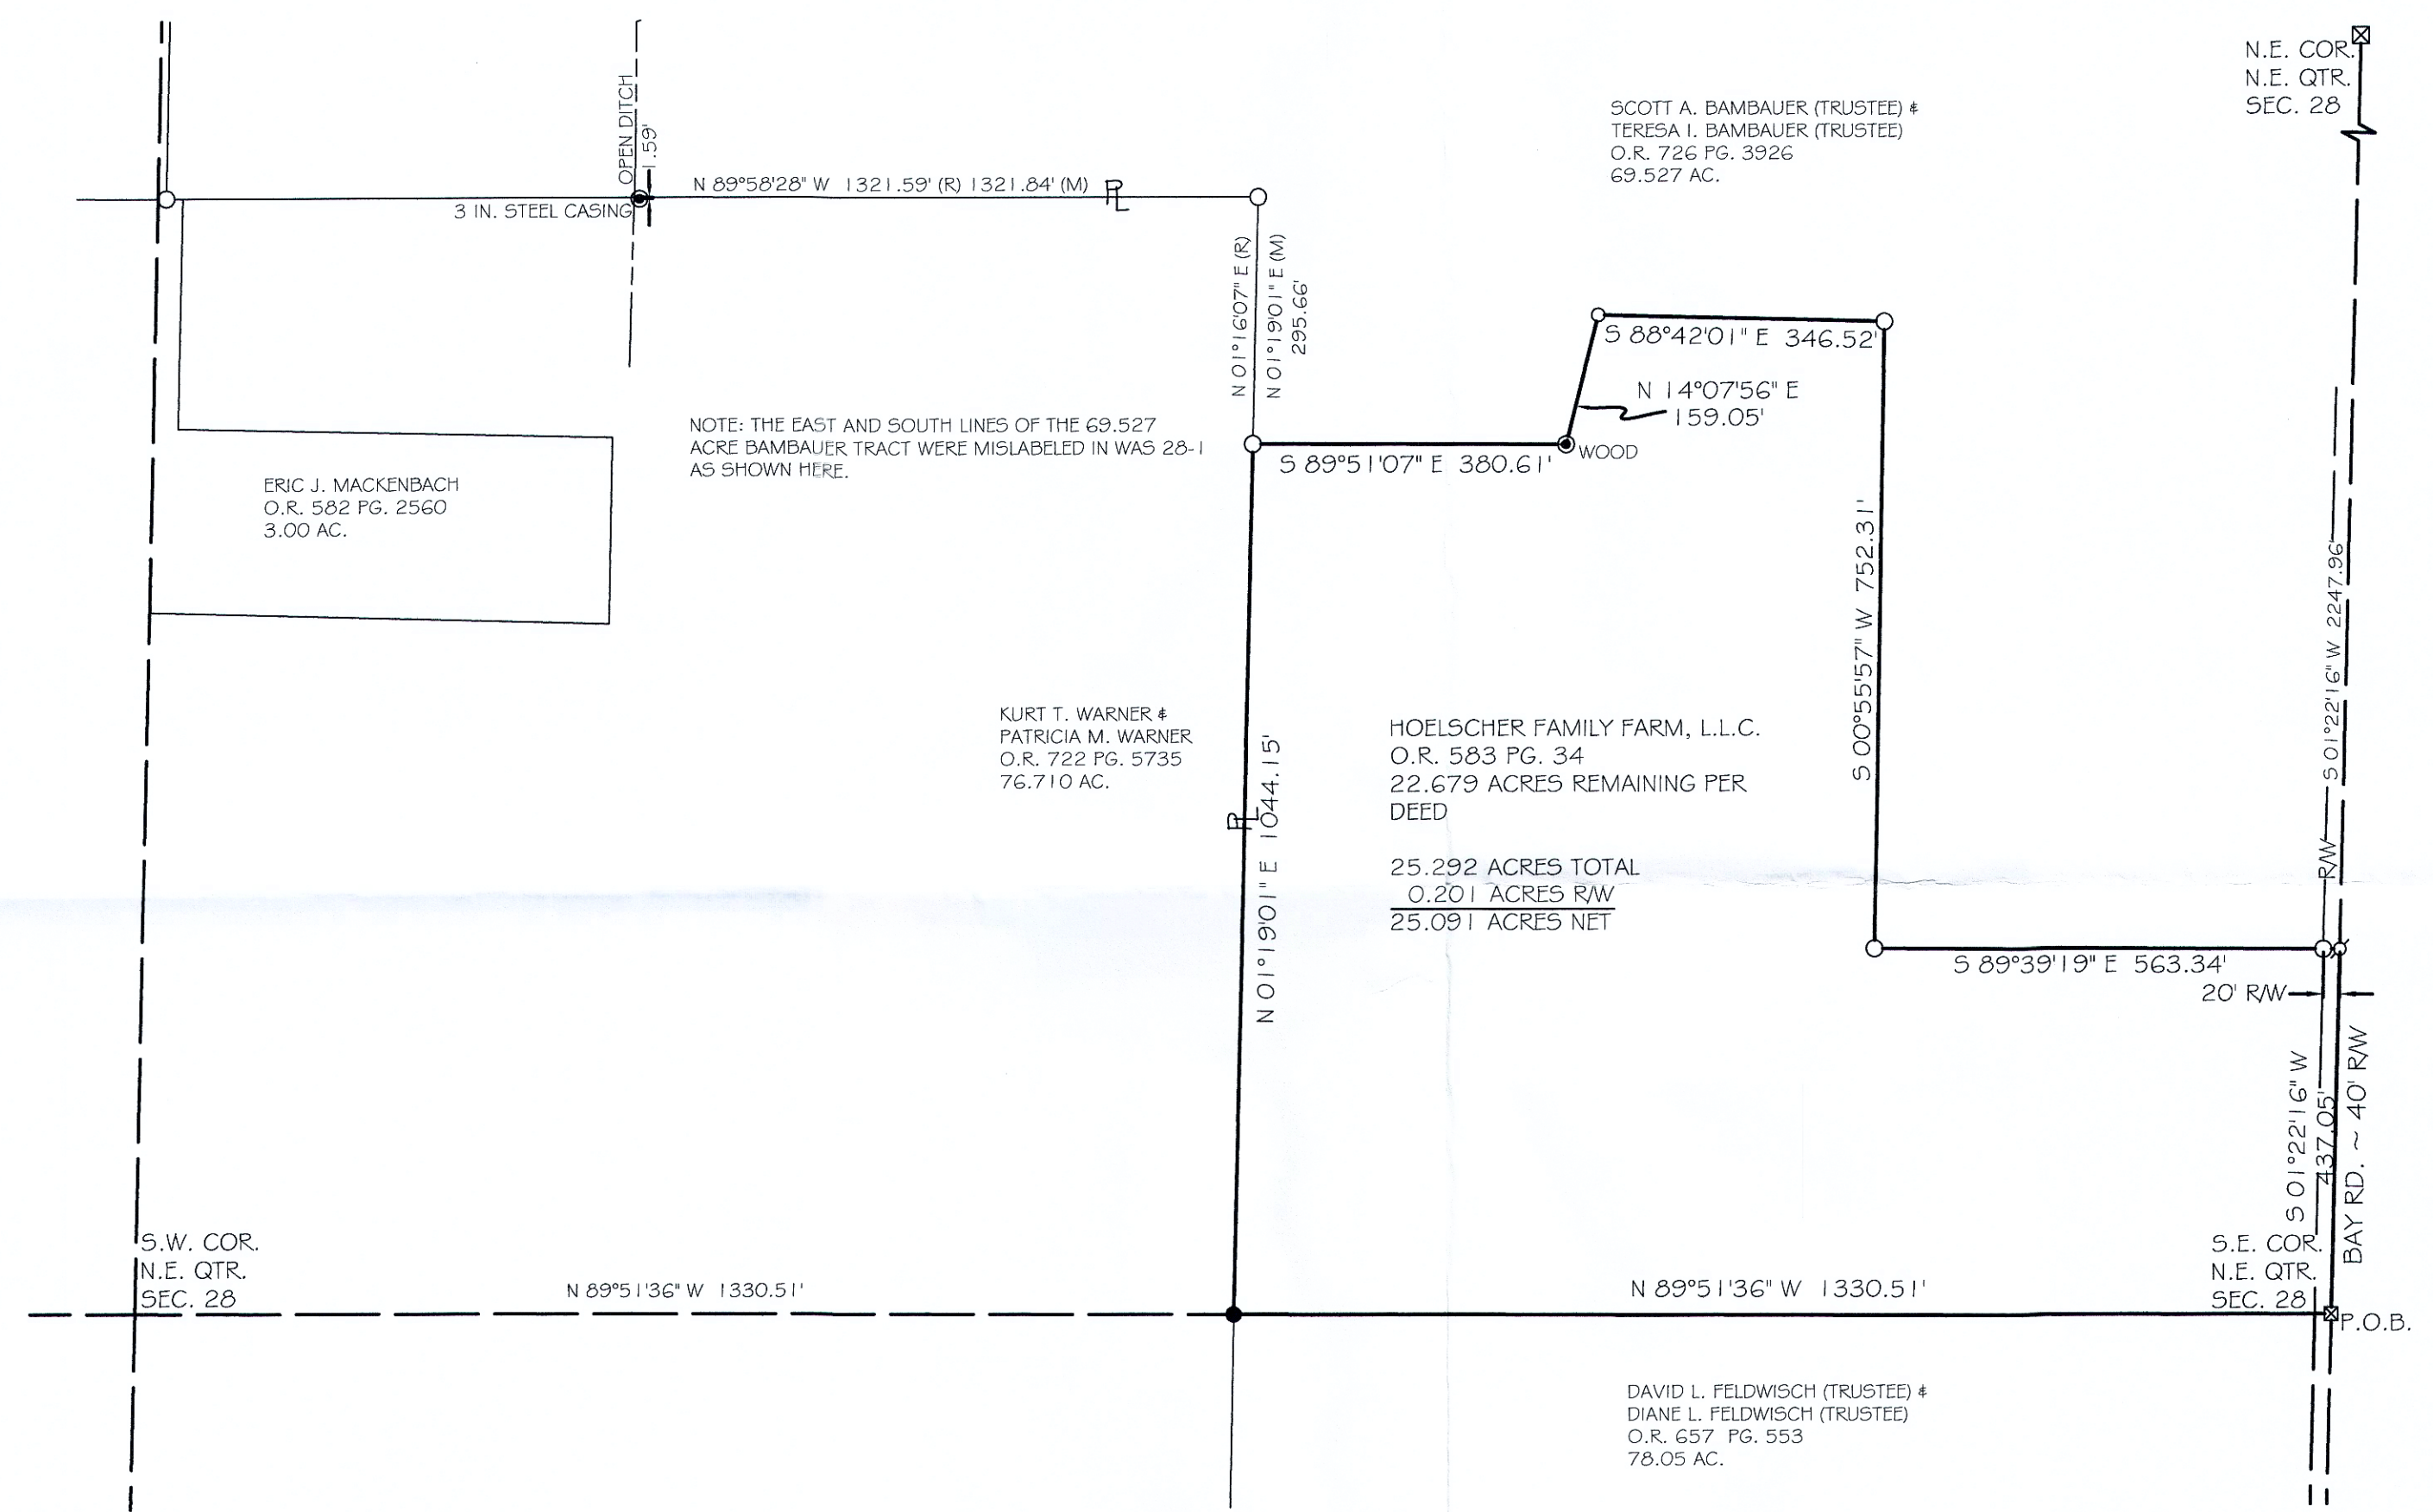 N.E. COR.
N.E. QTR.
SEC. 28
SCOTT A. BAMBAUER (TRUSTEE) &
TERESA I. BAMBAUER (TRUSTEE)
O.R. 726 PG. 3926
69.527 AC.
OPEN DITCH
1.59'
N 89°58'28" W 1321.59' (R) 1321.84' (M)
PL
3 IN. STEEL CASING
N 01°16'07" E (R)
N 01°19'01" E (M)
295.66'
S 88°42'01" E 346.52'
N 14°07'56" E
159.05'
WOOD
S 89°51'07" E 380.61'
NOTE: THE EAST AND SOUTH LINES OF THE 69.527
ACRE BAMBAUER TRACT WERE MISLABELED IN WAS 28-1
AS SHOWN HERE.
ERIC J. MACKENBACH
O.R. 582 PG. 2560
3.00 AC.
S 00°55'57" W 752.31'
S 01°22'16" W 2247.96'
R/W
KURT T. WARNER &
PATRICIA M. WARNER
O.R. 722 PG. 5735
76.710 AC.
PL
N 01°19'01" E 1044.15'
HOELSCHER FAMILY FARM, L.L.C.
O.R. 583 PG. 34
22.679 ACRES REMAINING PER
DEED
25.292 ACRES TOTAL
0.201 ACRES R/W
25.091 ACRES NET
S 89°39'19" E 563.34'
20' R/W
S 01°22'16" W
437.05'
BAY RD. ~ 40' R/W
S.W. COR.
N.E. QTR.
SEC. 28
N 89°51'36" W 1330.51'
N 89°51'36" W 1330.51'
S.E. COR.
N.E. QTR.
SEC. 28
P.O.B.
DAVID L. FELDWISCH (TRUSTEE) &
DIANE L. FELDWISCH (TRUSTEE)
O.R. 657 PG. 553
78.05 AC.